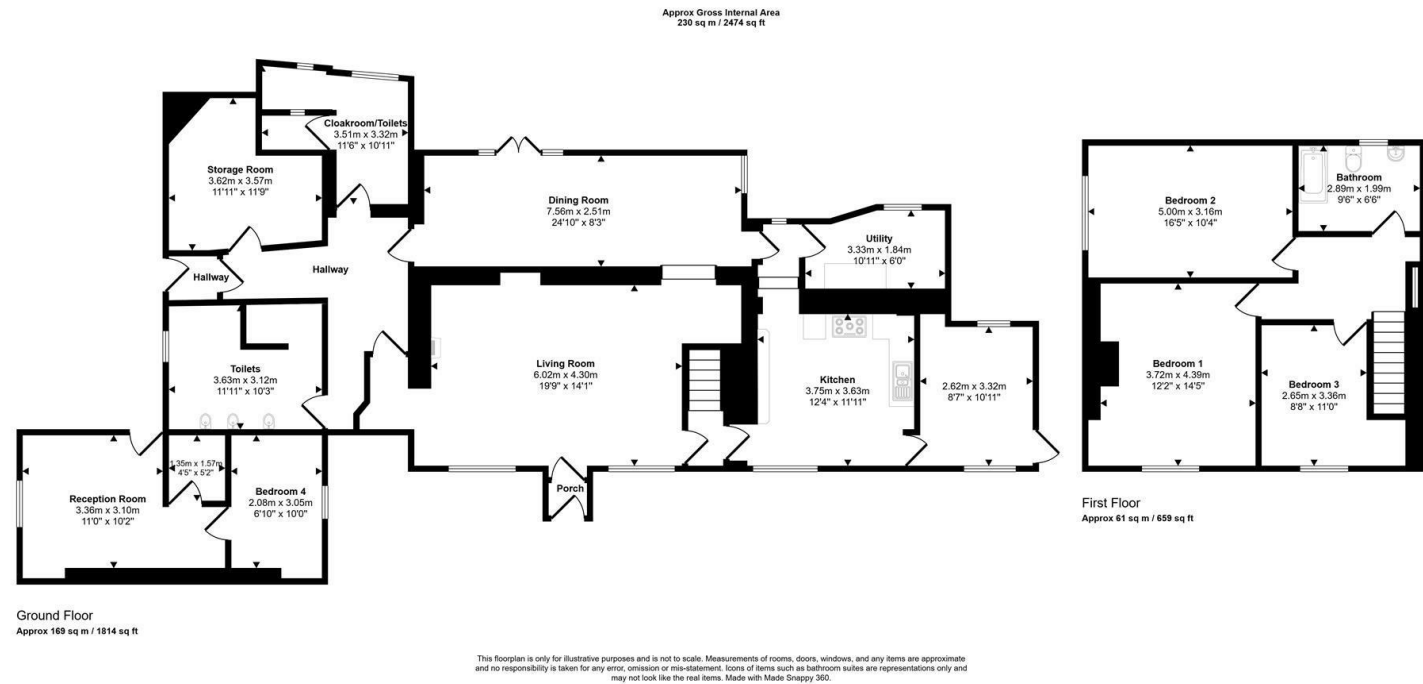 Approx Gross Internal Area
230 sq m / 2474 sq ft
Cloakroom/Toilets
3.51m x 3.32m
11'6" x 10'11"
Storage Room
3.62m x 3.57m
11'11" x 11'9"
Dining Room
7.56m x 2.51m
24'10" x 8'3"
Utility
3.33m x 1.84m
10'11" x 6'0"
Hallway
Hallway
Toilets
3.63m x 3.12m
11'11" x 10'3"
Living Room
6.02m x 4.30m
19'9" x 14'1"
Kitchen
3.75m x 3.63m
12'4" x 11'11"
2.62m x 3.32m
8'7" x 10'11"
1.35m x 1.57m
4'5" x 5'2"
Reception Room
3.36m x 3.10m
11'0" x 10'2"
Bedroom 4
2.08m x 3.05m
6'10" x 10'0"
Porch
Ground Floor
Approx 169 sq m / 1814 sq ft
Bedroom 2
5.00m x 3.16m
16'5" x 10'4"
Bathroom
2.89m x 1.99m
9'6" x 6'6"
Bedroom 1
3.72m x 4.39m
12'2" x 14'5"
Bedroom 3
2.65m x 3.36m
8'8" x 11'0"
First Floor
Approx 61 sq m / 659 sq ft
This floorplan is only for illustrative purposes and is not to scale. Measurements of rooms, doors, windows, and any items are approximate
and no responsibility is taken for any error, omission or mis-statement. Icons of items such as bathroom suites are representations only and
may not look like the real items. Made with Made Snappy 360.